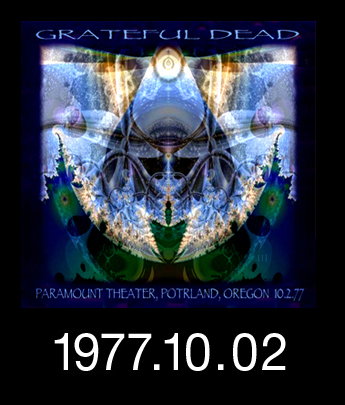 GRATEFUL DEAD
PARAMOUNT THEATER, POTRLAND, OREGON 10.2.77
1977.10.02